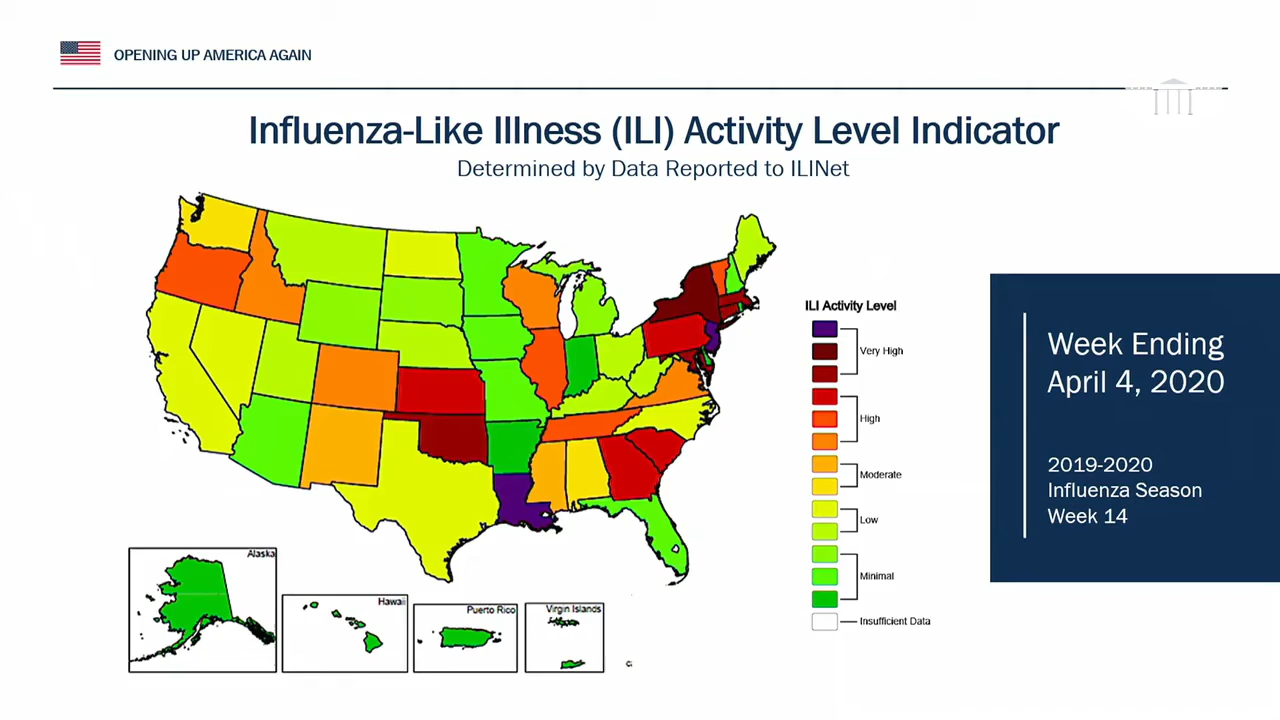 OPENING UP AMERICA AGAIN
Influenza-Like Illness (ILI) Activity Level Indicator
Determined by Data Reported to ILINet
ILI Activity Level
Very High
High
Moderate
Low
Minimal
Insufficient Data
Week Ending
April 4, 2020
2019-2020
Influenza Season
Week 14
Alaska
Hawaii
Puerto Rico
Virgin Islands